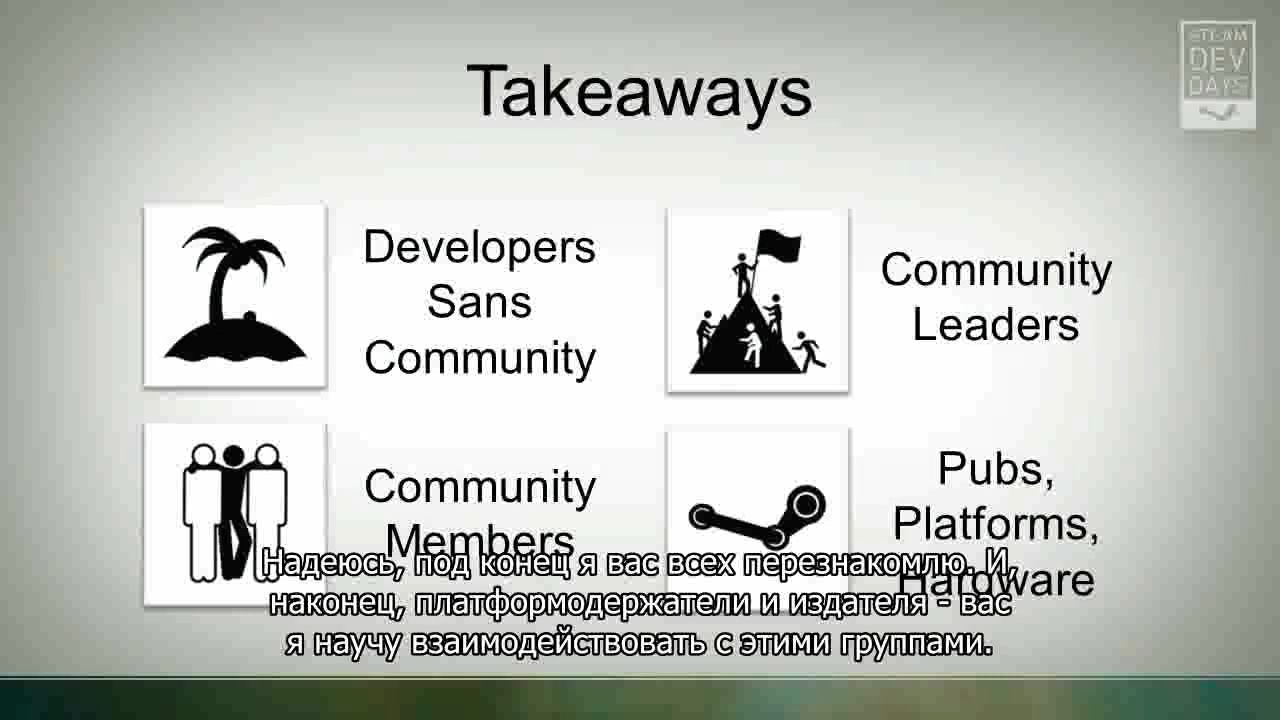 STEAM
DEV
DAYS
Takeaways
Developers
Sans
Community
Community
Leaders
Community
Members
Pubs,
Platforms,
Hardware
Надеюсь, под конец я вас всех перезнакомлю. И,
наконец, платформодержатели и издателя - вас
я научу взаимодействовать с этими группами.